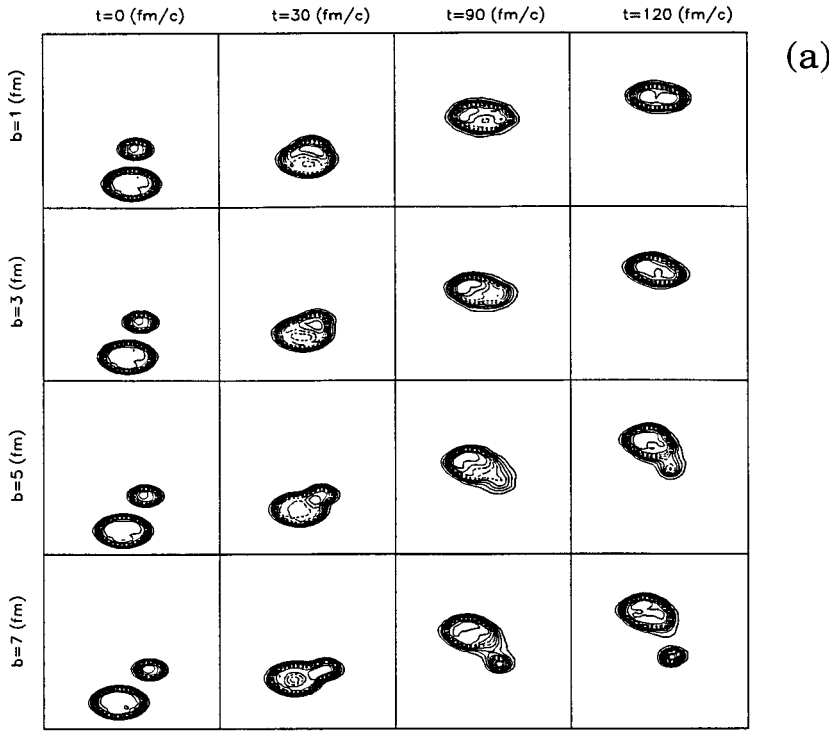 t=0 (fm/c) t=30 (fm/c) t=90 (fm/c) t=120 (fm/c)
(a)
b=1 (fm)
b=3 (fm)
b=5 (fm)
b=7 (fm)